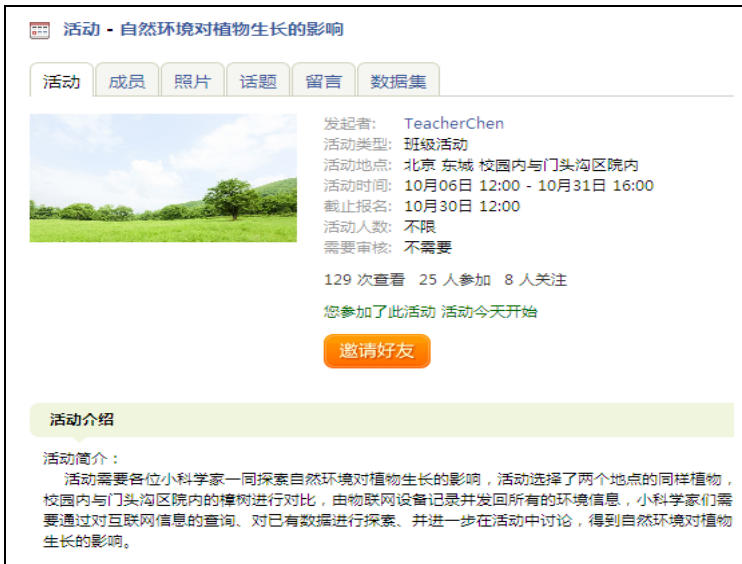 活动 - 自然环境对植物生长的影响
活动 成员 照片 话题 留言 数据集
发起者: TeacherChen
活动类型: 班级活动
活动地点: 北京 东城 校园内与门头沟区院内
活动时间: 10月06日 12:00 - 10月31日 16:00
截止报名: 10月30日 12:00
活动人数: 不限
需要审核: 不需要
129 次查看 25 人参加 8 人关注
您参加了此活动 活动今天开始
邀请好友
活动介绍
活动简介：
活动需要各位小科学家一同探索自然环境对植物生长的影响，活动选择了两个地点的同样植物，
校园内与门头沟区院内的樟树进行对比，由物联网设备记录并发回所有的环境信息，小科学家们需
要通过对互联网信息的查询、对已有数据进行探索、并进一步在活动中讨论，得到自然环境对植物
生长的影响。